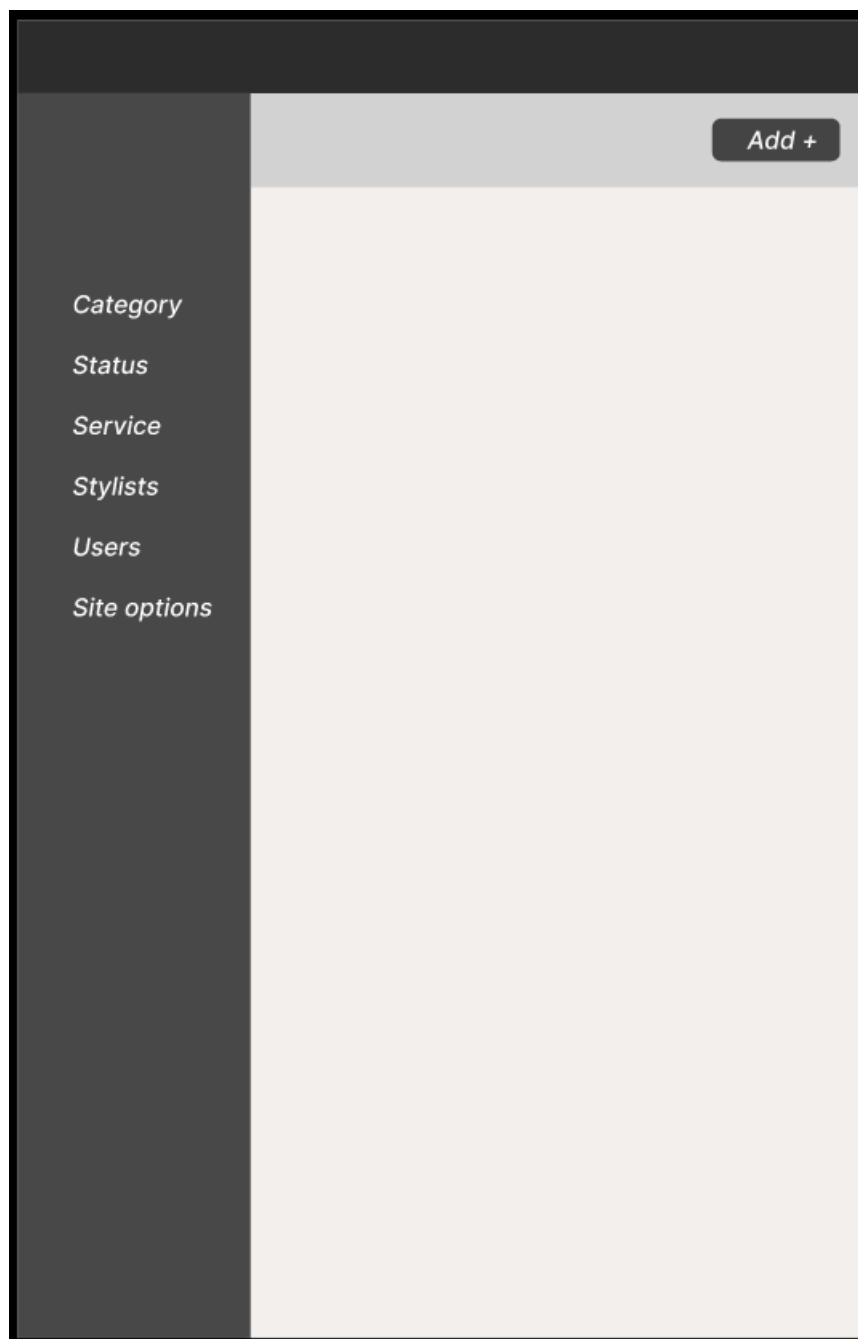 Add +
Category
Status
Service
Stylists
Users
Site options